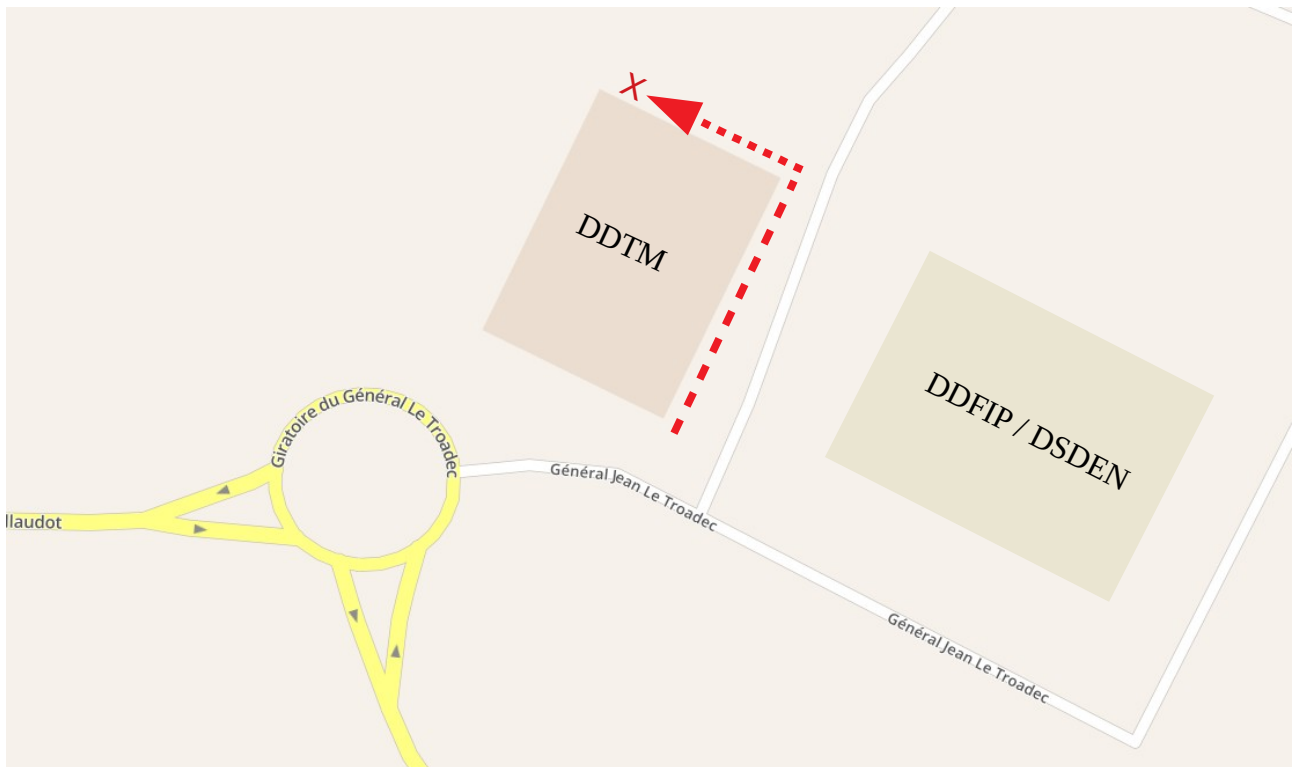 X
DDTM
DDFIP / DSDEN
Giratoire du Général Le Troadec
Général Jean Le Troadec
llaudot
Général Jean Le Troadec